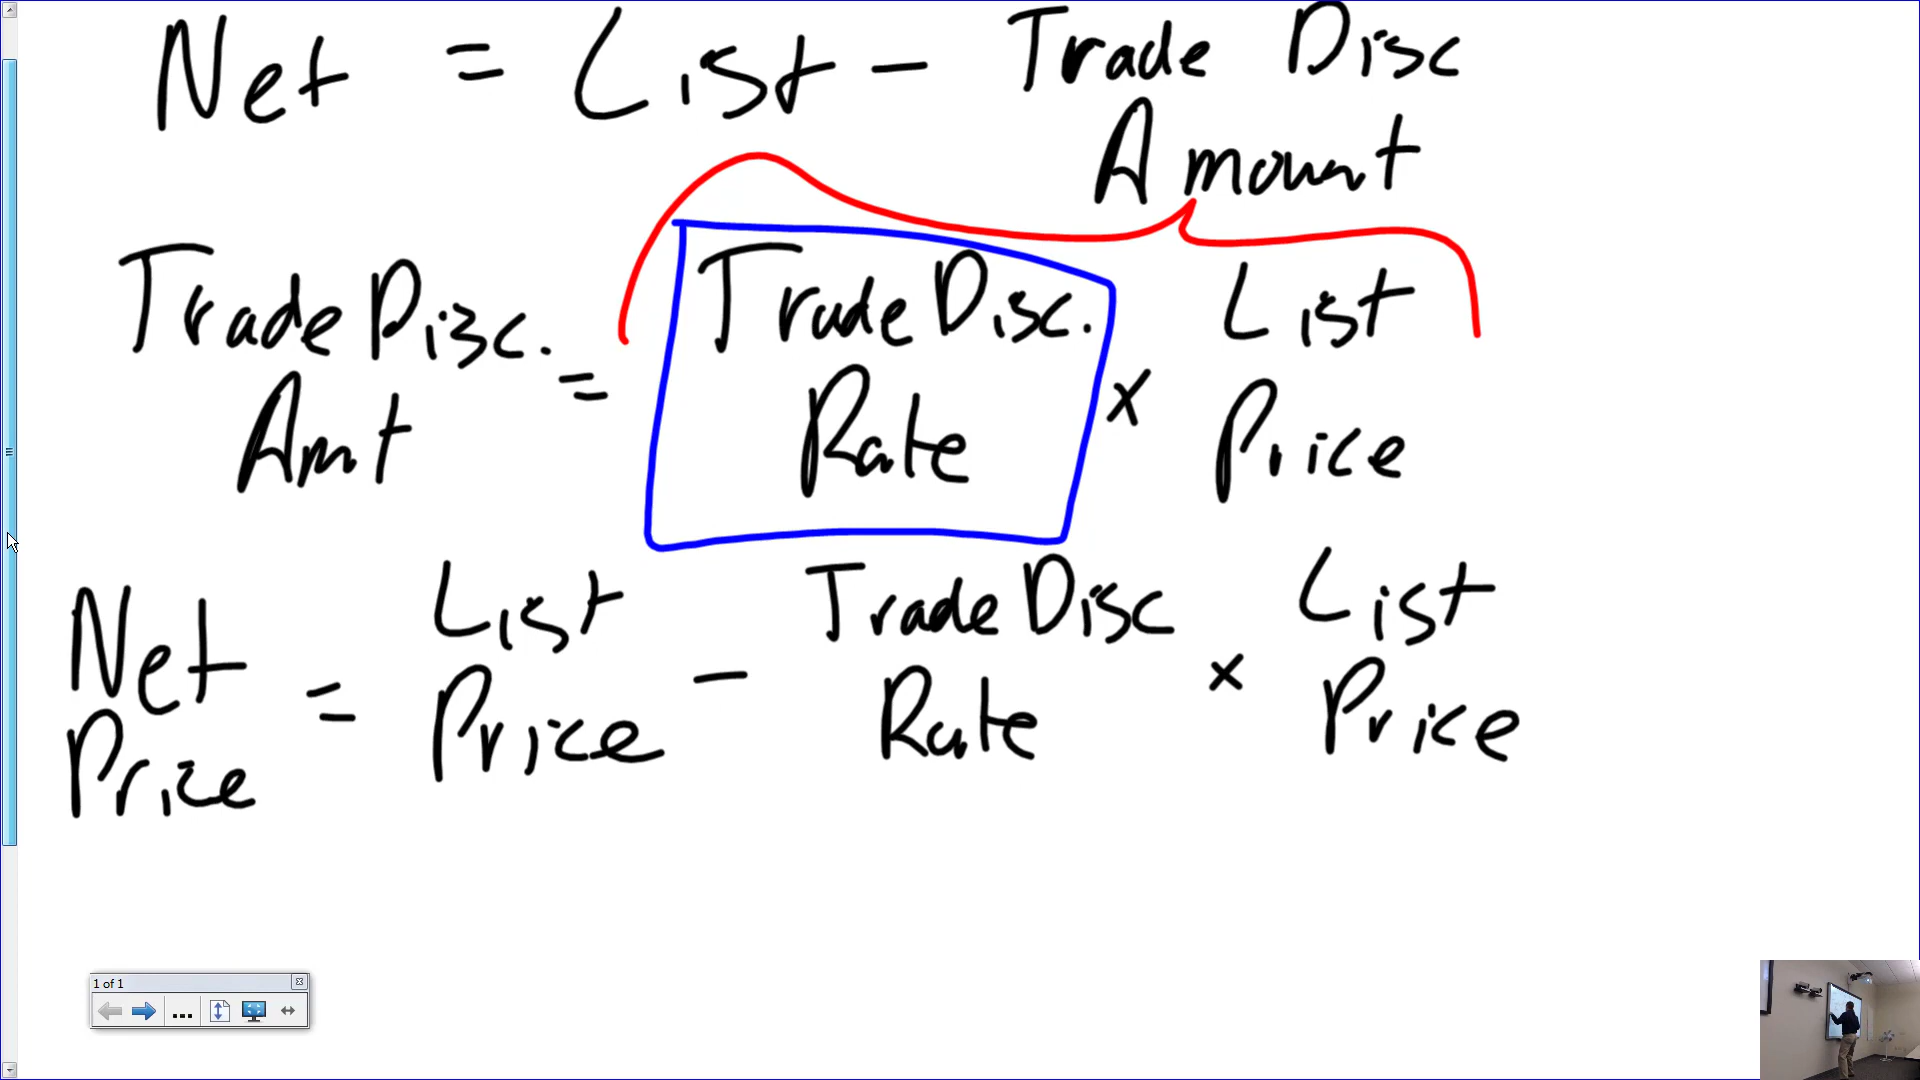 Net = List - Trade Disc
Amount
Trade Disc. Trade Disc. List
Amt = Rate x Price
Net List Trade Disc List
Price = Price - Rate x Price
1 of 1
...